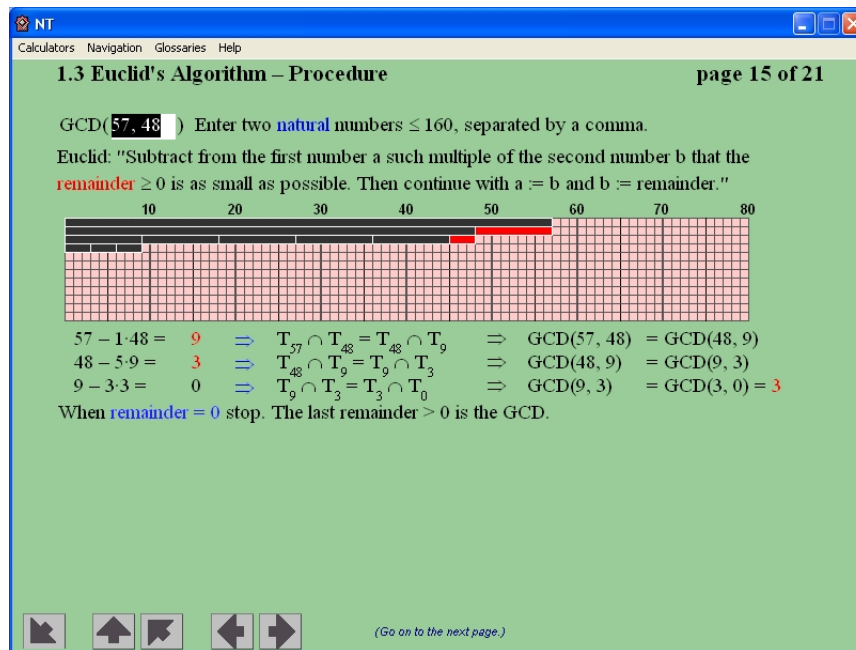 NT
Calculators Navigation Glossaries Help
1.3 Euclid's Algorithm – Procedure page 15 of 21
GCD(57, 48 ) Enter two natural numbers ≤ 160, separated by a comma.
Euclid: "Subtract from the first number a such multiple of the second number b that the
remainder ≥ 0 is as small as possible. Then continue with a := b and b := remainder."
10 20 30 40 50 60 70 80
57 – 1·48 = 9 ⇒ T₅₇ ∩ T₄₈ = T₄₈ ∩ T₉ ⇒ GCD(57, 48) = GCD(48, 9)
48 – 5·9 = 3 ⇒ T₄₈ ∩ T₉ = T₉ ∩ T₃ ⇒ GCD(48, 9) = GCD(9, 3)
9 – 3·3 = 0 ⇒ T₉ ∩ T₃ = T₃ ∩ T₀ ⇒ GCD(9, 3) = GCD(3, 0) = 3
When remainder = 0 stop. The last remainder > 0 is the GCD.
(Go on to the next page.)